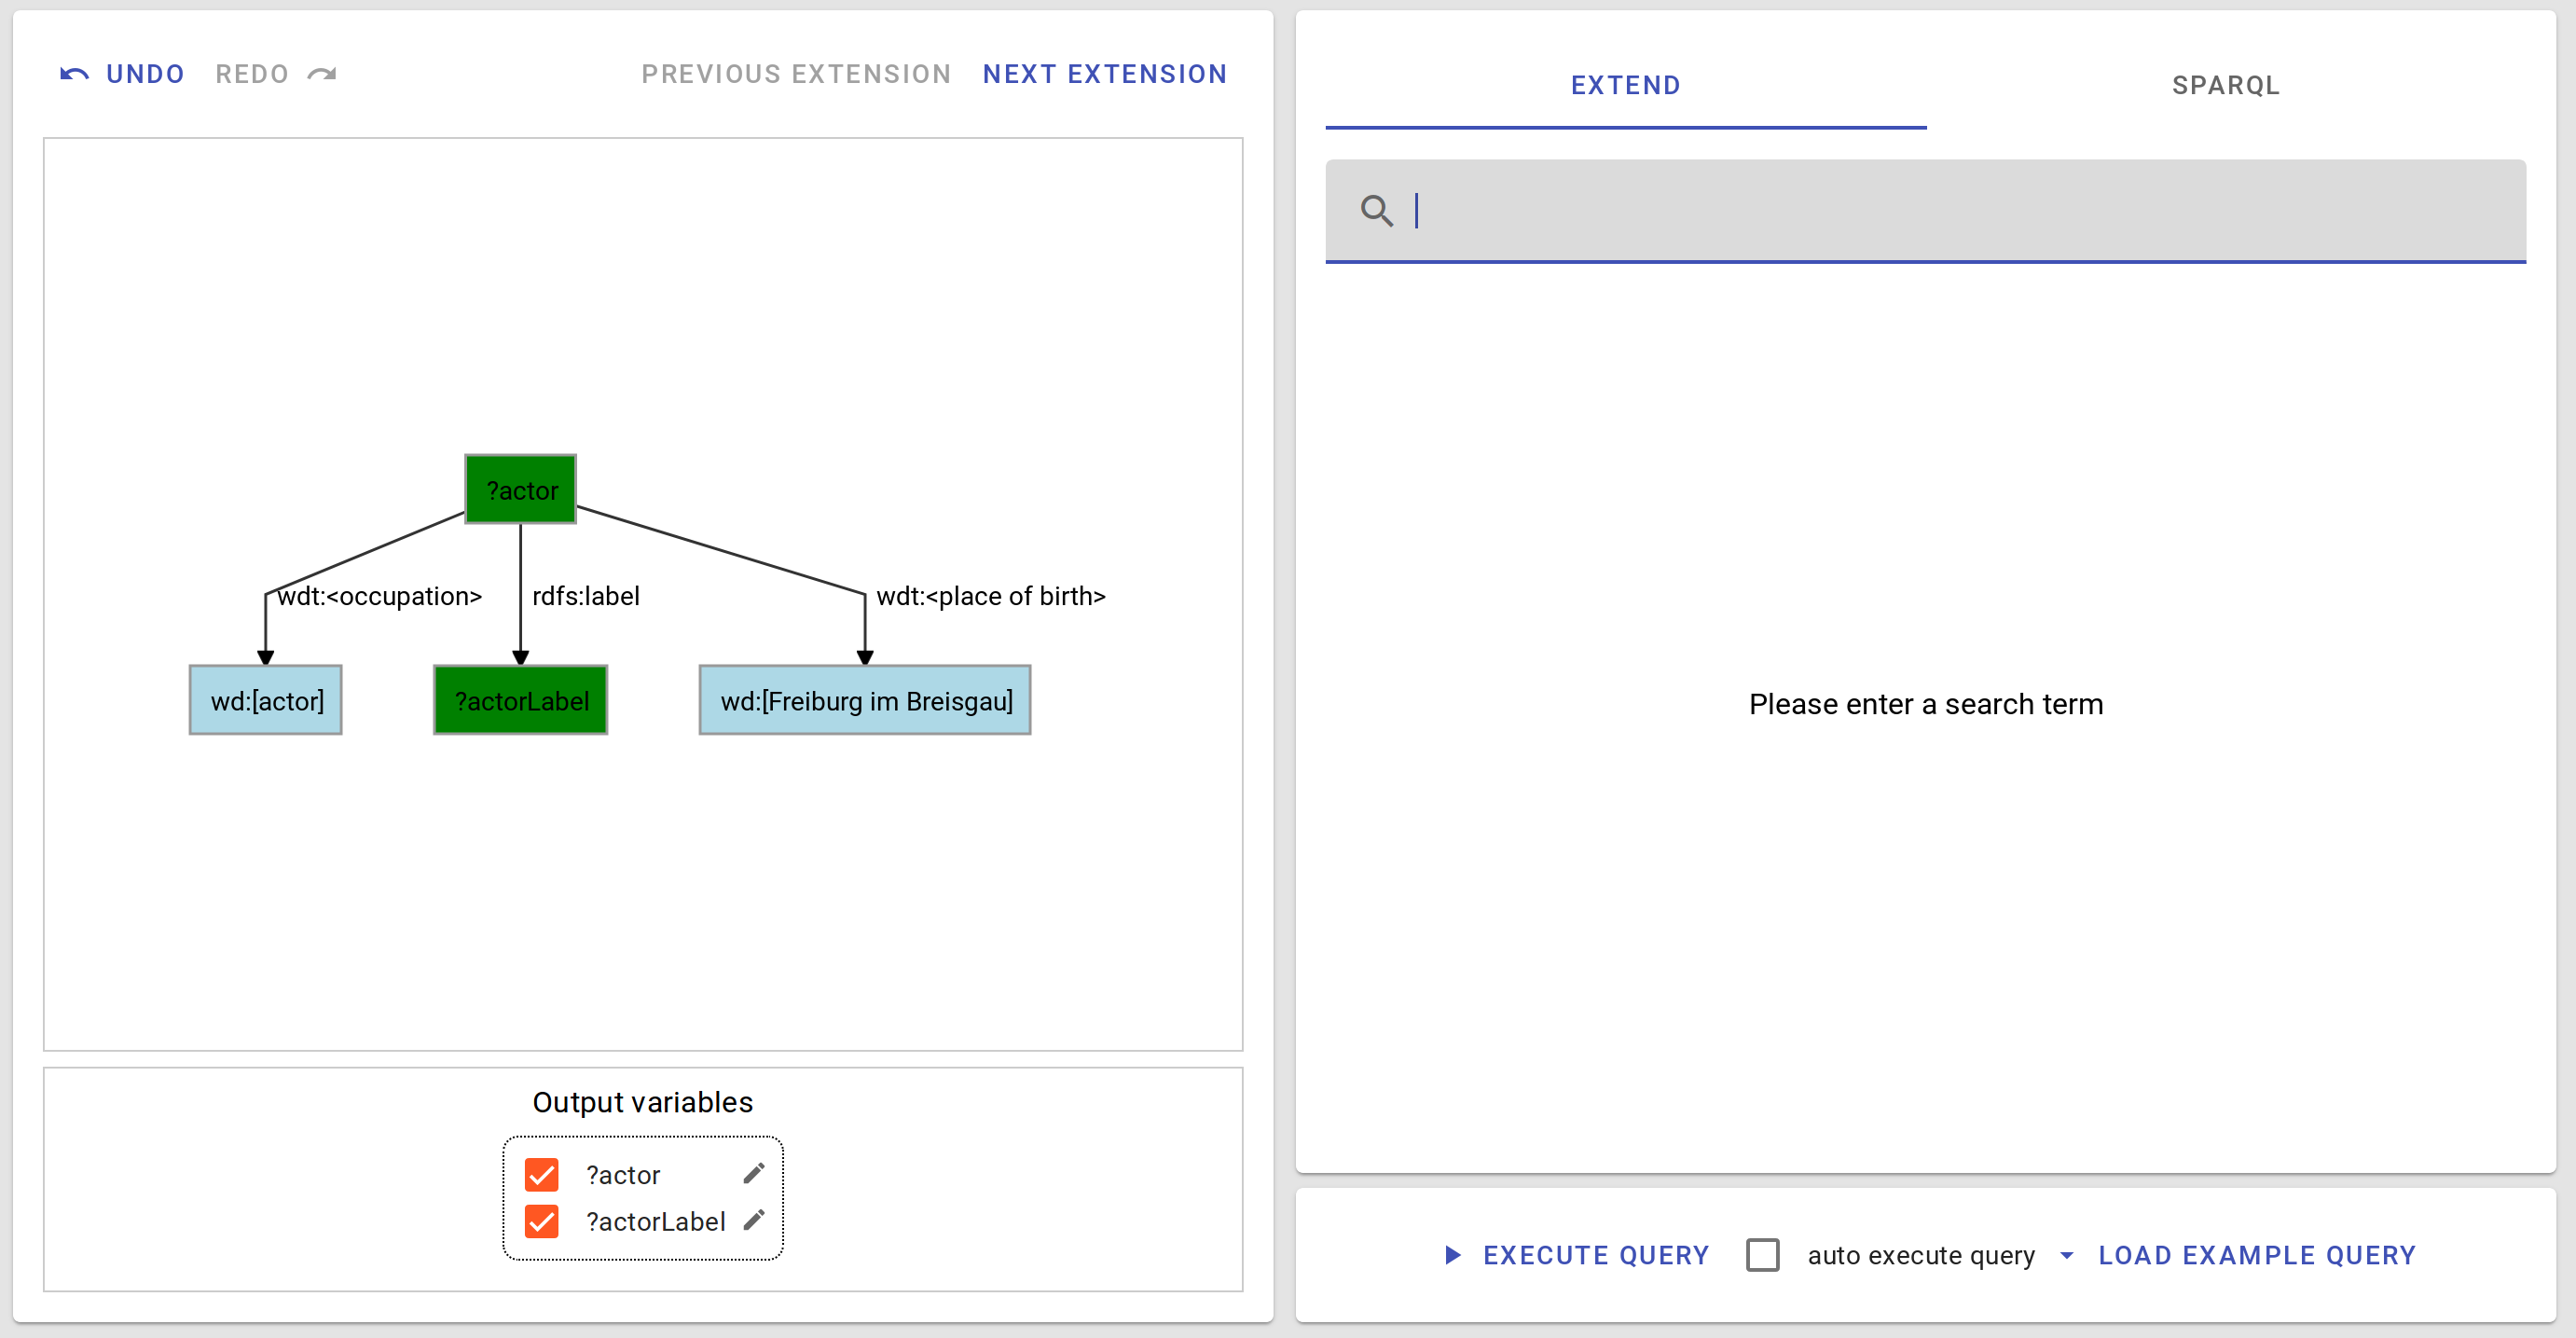 UNDO REDO PREVIOUS EXTENSION NEXT EXTENSION
?actor
wdt:<occupation> rdfs:label wdt:<place of birth>
wd:[actor] ?actorLabel wd:[Freiburg im Breisgau]
Output variables
?actor
?actorLabel
EXTEND SPARQL
Please enter a search term
EXECUTE QUERY auto execute query LOAD EXAMPLE QUERY